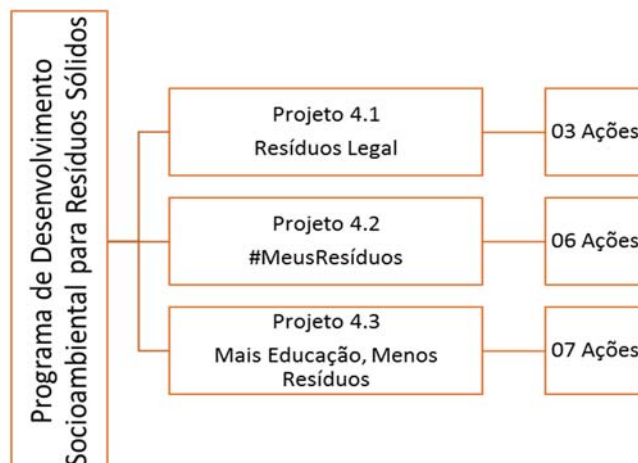 Programa de Desenvolvimento
Socioambiental para Resíduos Sólidos
Projeto 4.1
Resíduos Legal
03 Ações
Projeto 4.2
#MeusResíduos
06 Ações
Projeto 4.3
Mais Educação, Menos
Resíduos
07 Ações